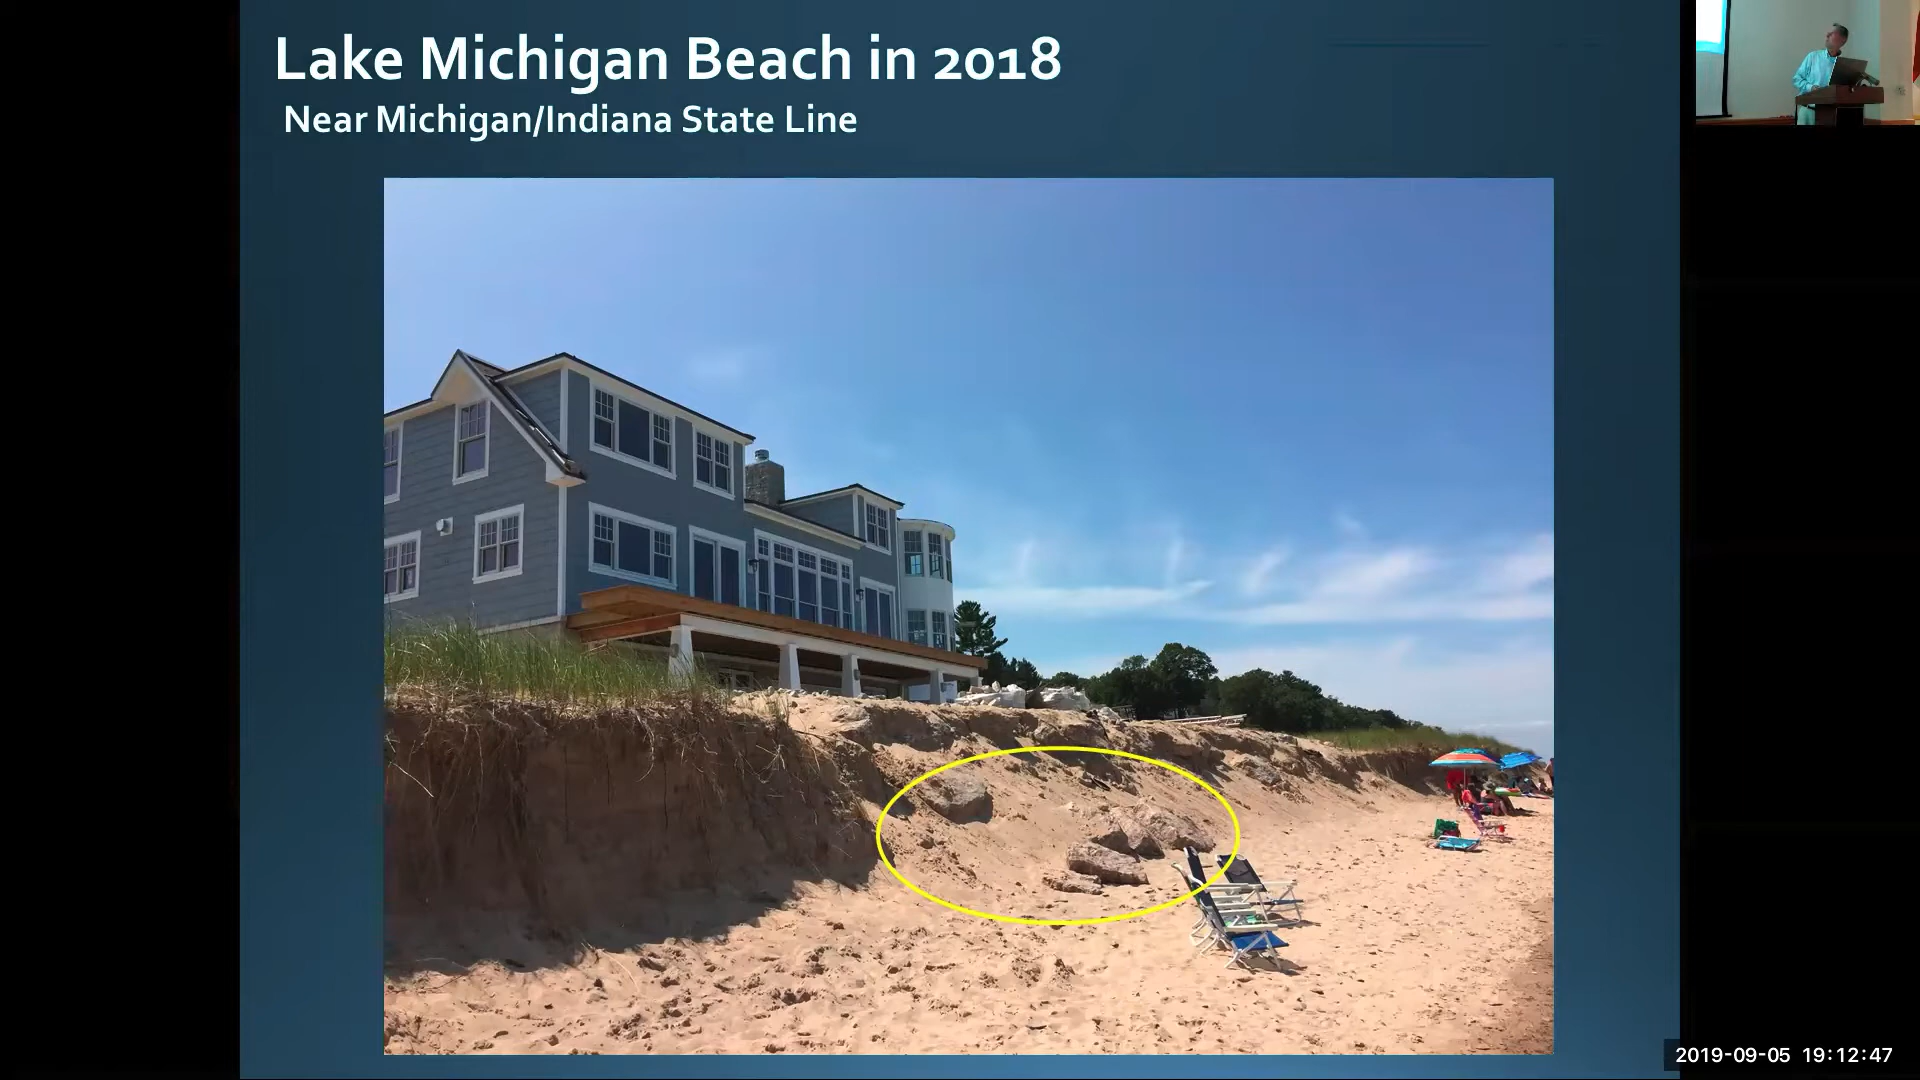 Lake Michigan Beach in 2018
Near Michigan/Indiana State Line
2019-09-05 19:12:47